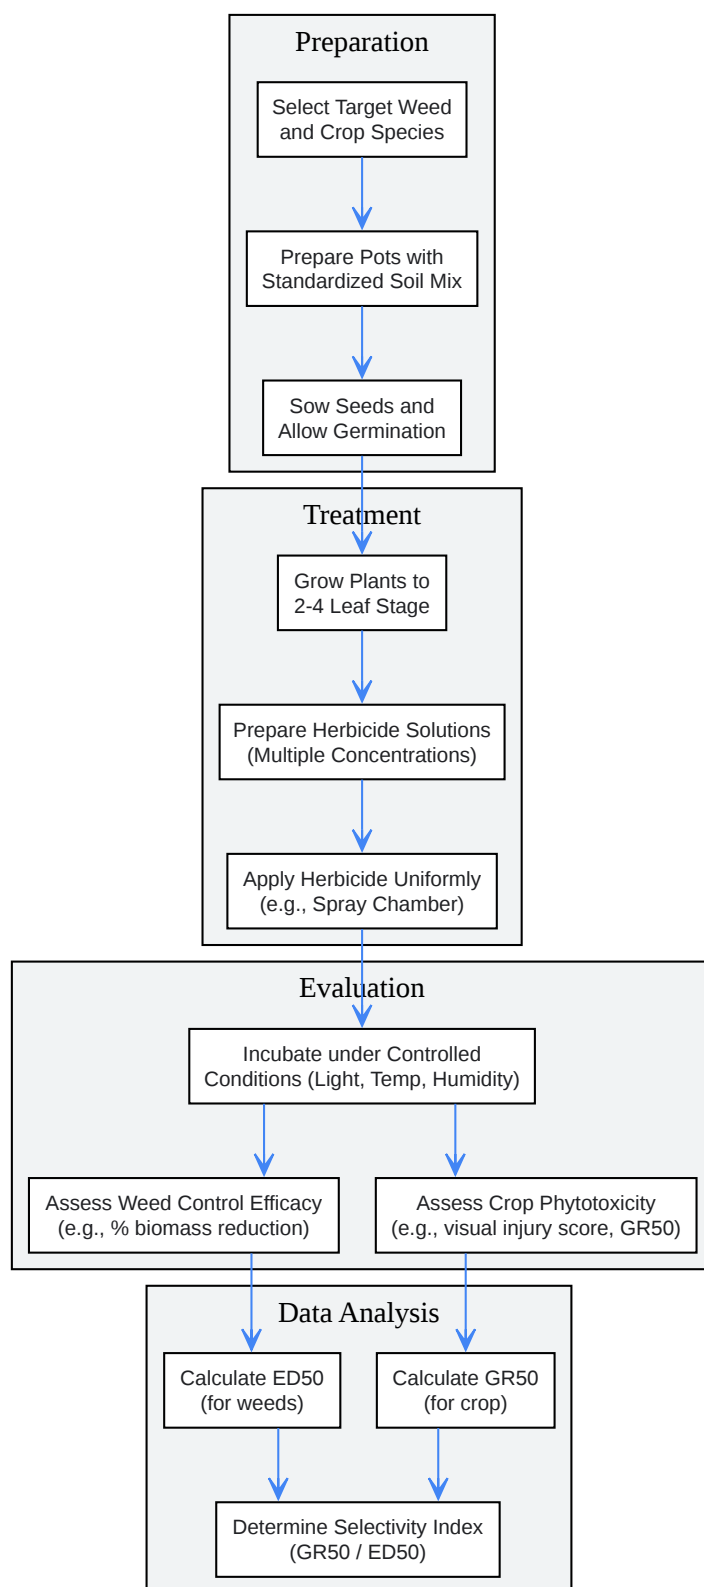 Preparation
Select Target Weed
and Crop Species
Prepare Pots with
Standardized Soil Mix
Sow Seeds and
Allow Germination
Treatment
Grow Plants to
2-4 Leaf Stage
Prepare Herbicide Solutions
(Multiple Concentrations)
Apply Herbicide Uniformly
(e.g., Spray Chamber)
Evaluation
Incubate under Controlled
Conditions (Light, Temp, Humidity)
Assess Weed Control Efficacy
(e.g., % biomass reduction)
Assess Crop Phytotoxicity
(e.g., visual injury score, GR50)
Data Analysis
Calculate ED50
(for weeds)
Calculate GR50
(for crop)
Determine Selectivity Index
(GR50 / ED50)